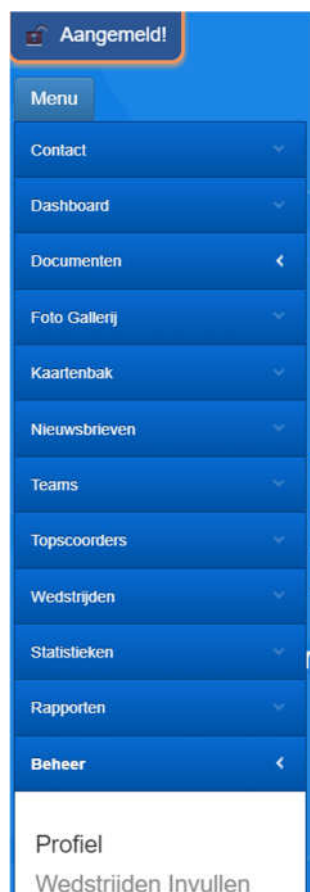 Aangemeld!
Menu
Contact
Dashboard
Documenten
Foto Gallerij
Kaartenbak
Nieuwsbrieven
Teams
Topscoorders
Wedstrijden
Statistieken
Rapporten
Beheer
Profiel
Wedstrijden Invullen